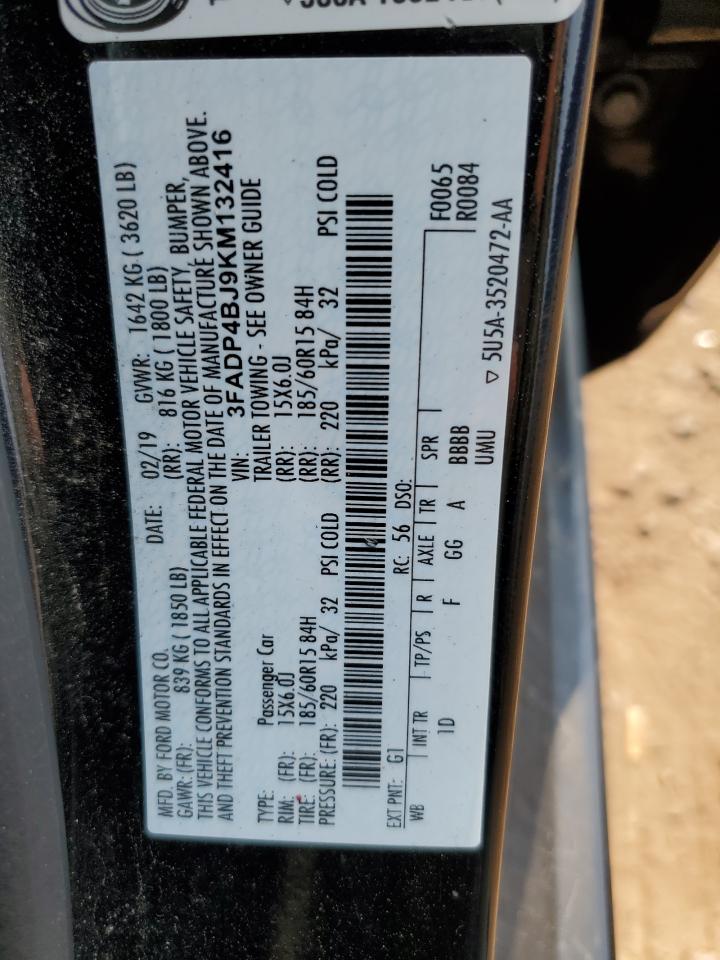 MFD. BY FORD MOTOR CO. DATE: 02/19 GVWR: 1642 KG ( 3620 LB)
GAWR: (FR): 839 KG ( 1850 LB) (RR): 816 KG ( 1800 LB)
THIS VEHICLE CONFORMS TO ALL APPLICABLE FEDERAL MOTOR VEHICLE SAFETY, BUMPER,
AND THEFT PREVENTION STANDARDS IN EFFECT ON THE DATE OF MANUFACTURE SHOWN ABOVE.
VIN: 3FADP4BJ9KM132416
TYPE: Passenger Car TRAILER TOWING - SEE OWNER GUIDE
RIM: (FR): 15X6.0J (RR): 15X6.0J
TIRE: (FR): 185/60R15 84H (RR): 185/60R15 84H
PRESSURE: (FR): 220 kPa/ 32 PSI COLD (RR): 220 kPa/ 32 PSI COLD
EXT PNT: G1 RC: 56 DSO: F0065
WB INT TR TP/PS R AXLE TR SPR R0084
1D F GG A BBBB
UMU
▽ 5U5A-3520472-AA